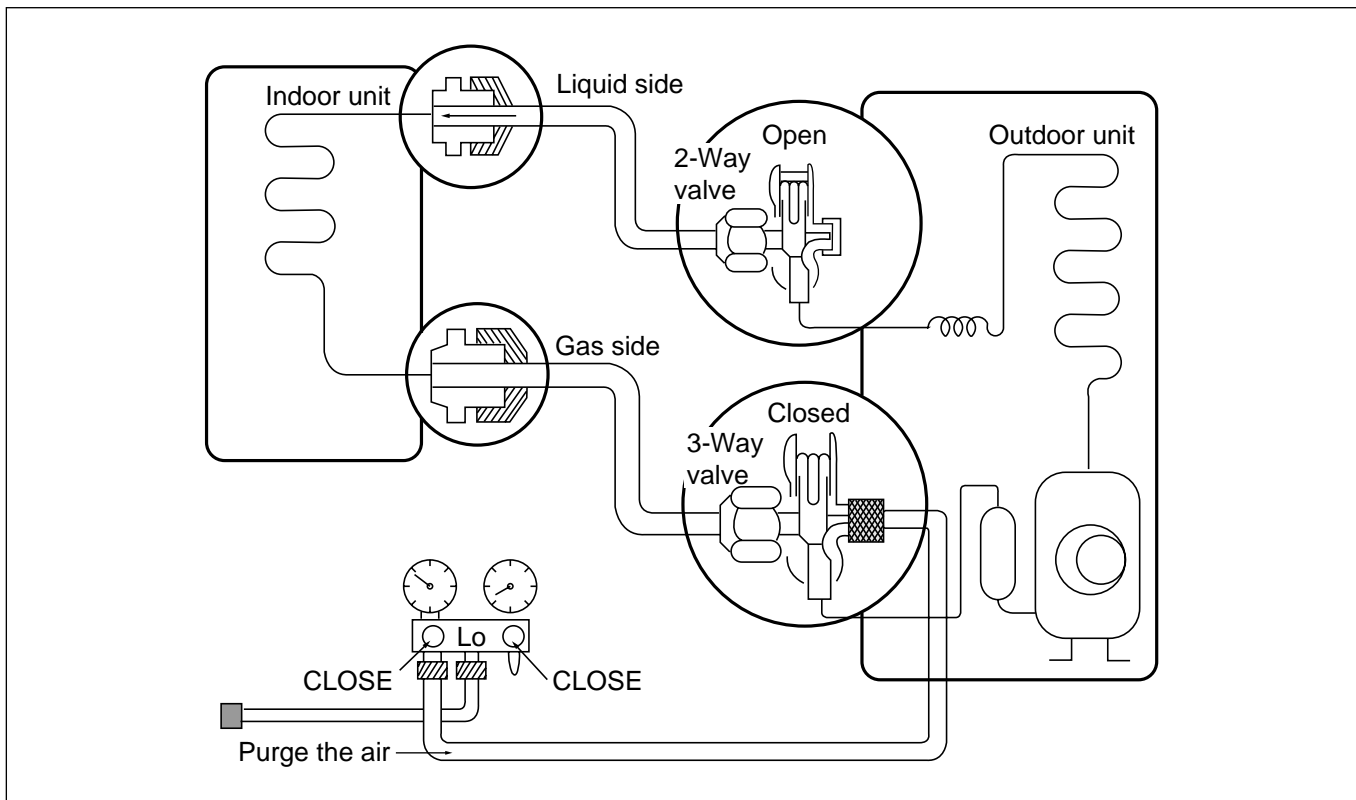 Indoor unit
Liquid side
Open
2-Way
valve
Outdoor unit
Gas side
Closed
3-Way
valve
Lo
CLOSE
CLOSE
Purge the air